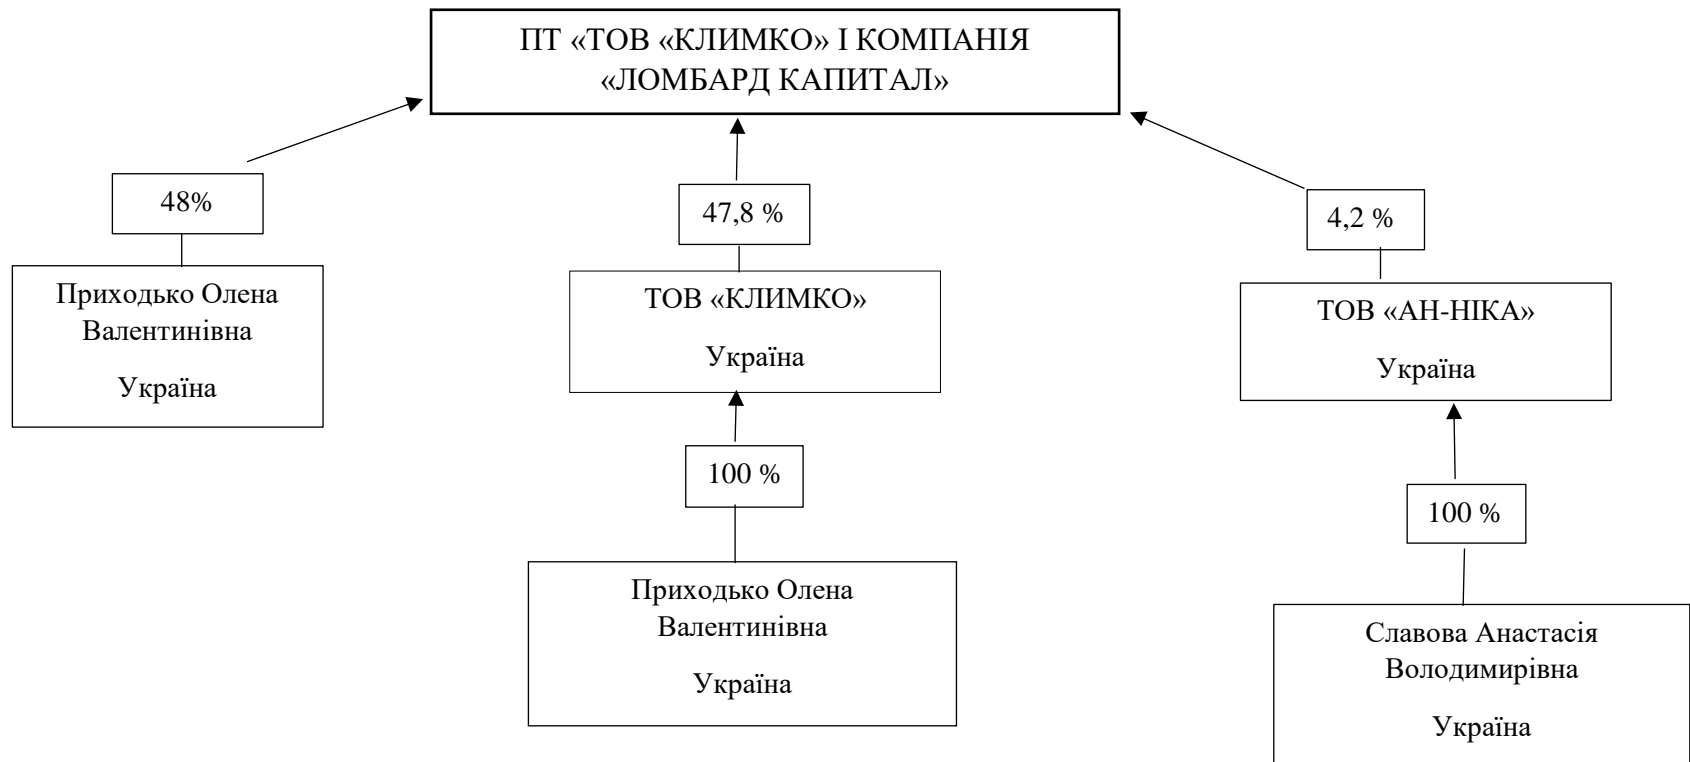 ПТ «ТОВ «КЛИМКО» І КОМПАНІЯ
«ЛОМБАРД КАПИТАЛ»
48%
47,8 %
4,2 %
Приходько Олена
Валентинівна
Україна
ТОВ «КЛИМКО»
Україна
ТОВ «АН-НІКА»
Україна
100 %
100 %
Приходько Олена
Валентинівна
Україна
Славова Анастасія
Володимирівна
Україна